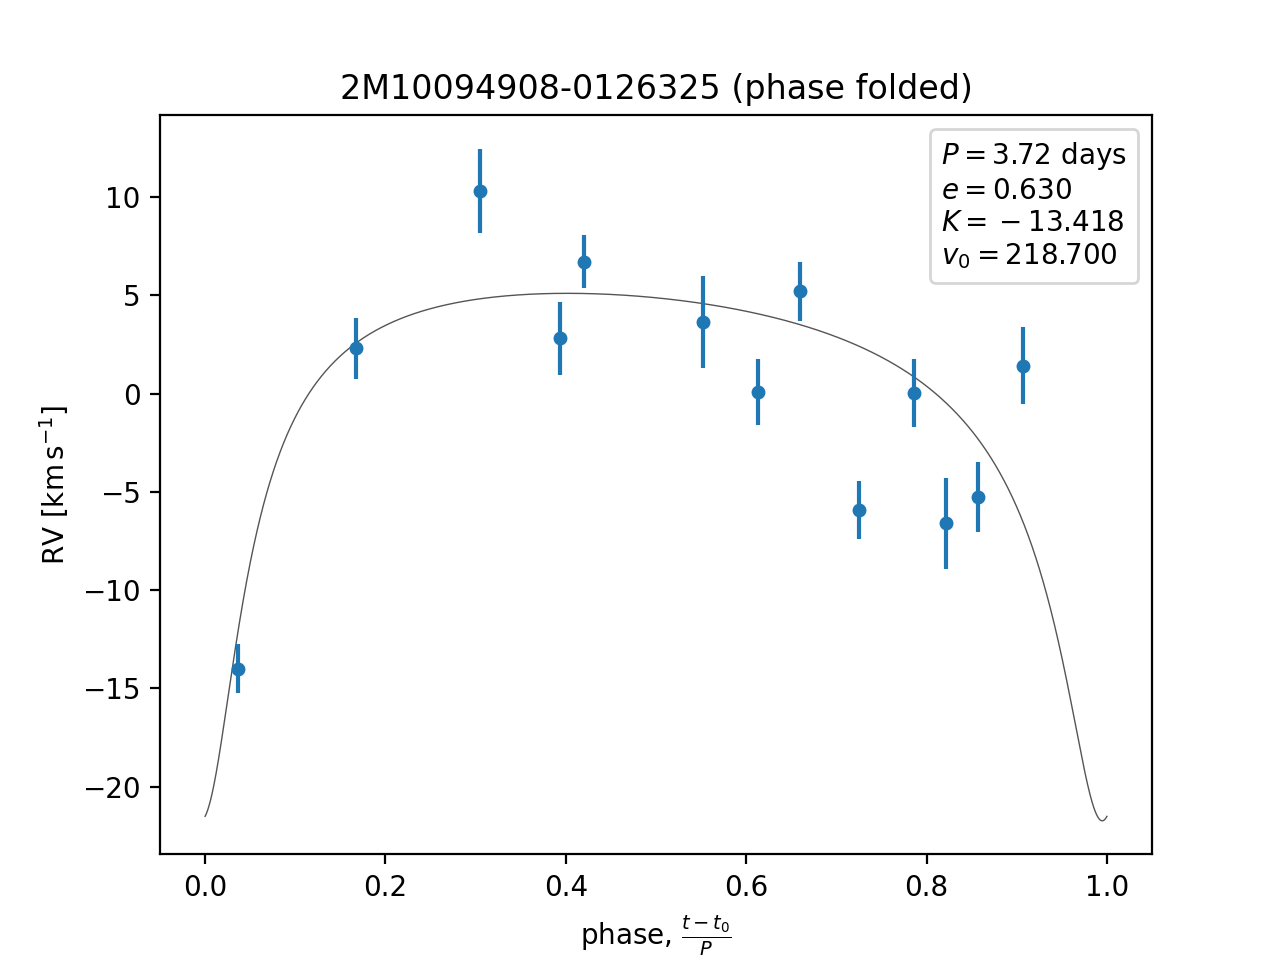 2M10094908-0126325 (phase folded)
P = 3.72 days
e = 0.630
K = −13.418
v₀ = 218.700
10
5
0
−5
−10
−15
−20
RV [km s⁻¹]
0.0 0.2 0.4 0.6 0.8 1.0
phase, (t − t₀)/P